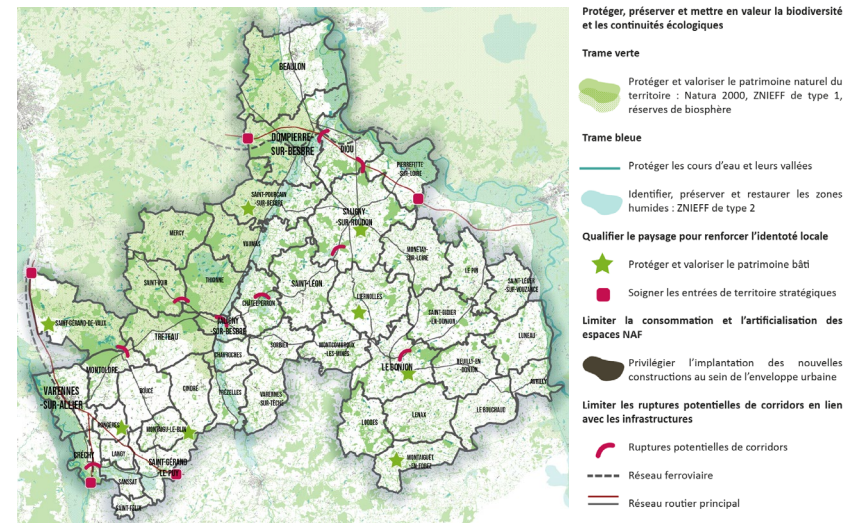 Protéger, préserver et mettre en valeur la biodiversité
et les continuités écologiques
Trame verte
Protéger et valoriser le patrimoine naturel du
territoire : Natura 2000, ZNIEFF de type 1,
réserves de biosphère
Trame bleue
Protéger les cours d'eau et leurs vallées
Identifier, préserver et restaurer les zones
humides : ZNIEFF de type 2
Qualifier le paysage pour renforcer l'identoté locale
Protéger et valoriser le patrimoine bâti
Soigner les entrées de territoire stratégiques
Limiter la consommation et l'artificialisation des
espaces NAF
Privilégier l'implantation des nouvelles
constructions au sein de l'enveloppe urbaine
Limiter les ruptures potentielles de corridors en lien
avec les infrastructures
Ruptures potentielles de corridors
Réseau ferroviaire
Réseau routier principal
BEAULON
DOMPIERRE-
SUR-BESBRE
DIOU
PIERREFITTE
-SUR-LOIRE
SAINT-POURÇAIN
-SUR-BESBRE
SALIGNY
-SUR-ROUDON
MERCY
VAUMAS
MONETAY-
SUR-LOIRE
LE PIN
SAINT-LÉGER
-SUR-VOUZANCE
SAINT-VOIR
THIONNE
SAINT-LÉON
CHÂTELPERRON
LIERNOLLES
SAINT-DIDIER
-EN-DONJON
LUNEAU
SAINT-GÉRAND-DE-VAUX
TRÉTEAU
-SUR-BESBRE
SORBIER
MONTCOMBROUX
-LES-MINES
CHAVROCHES
LE DONJON
NEUILLY-EN
-DONJON
AVRILLY
MONTOLDRE
BOUCÉ
CINDRÉ
TRÉZELLES
VARENNES
-SUR-TÈCHE
VARENNES
-SUR-ALLIER
LODDES
LENAX
LE BOUCHAUD
RONGÈRES
MONTAIGU-LE-BLIN
CRÉCHY
LANGY
SAINT-GÉRAND
-LE-PUY
SANSSAT
SAINT-FÉLIX
MONTAIGUËT
-EN-FOREZ